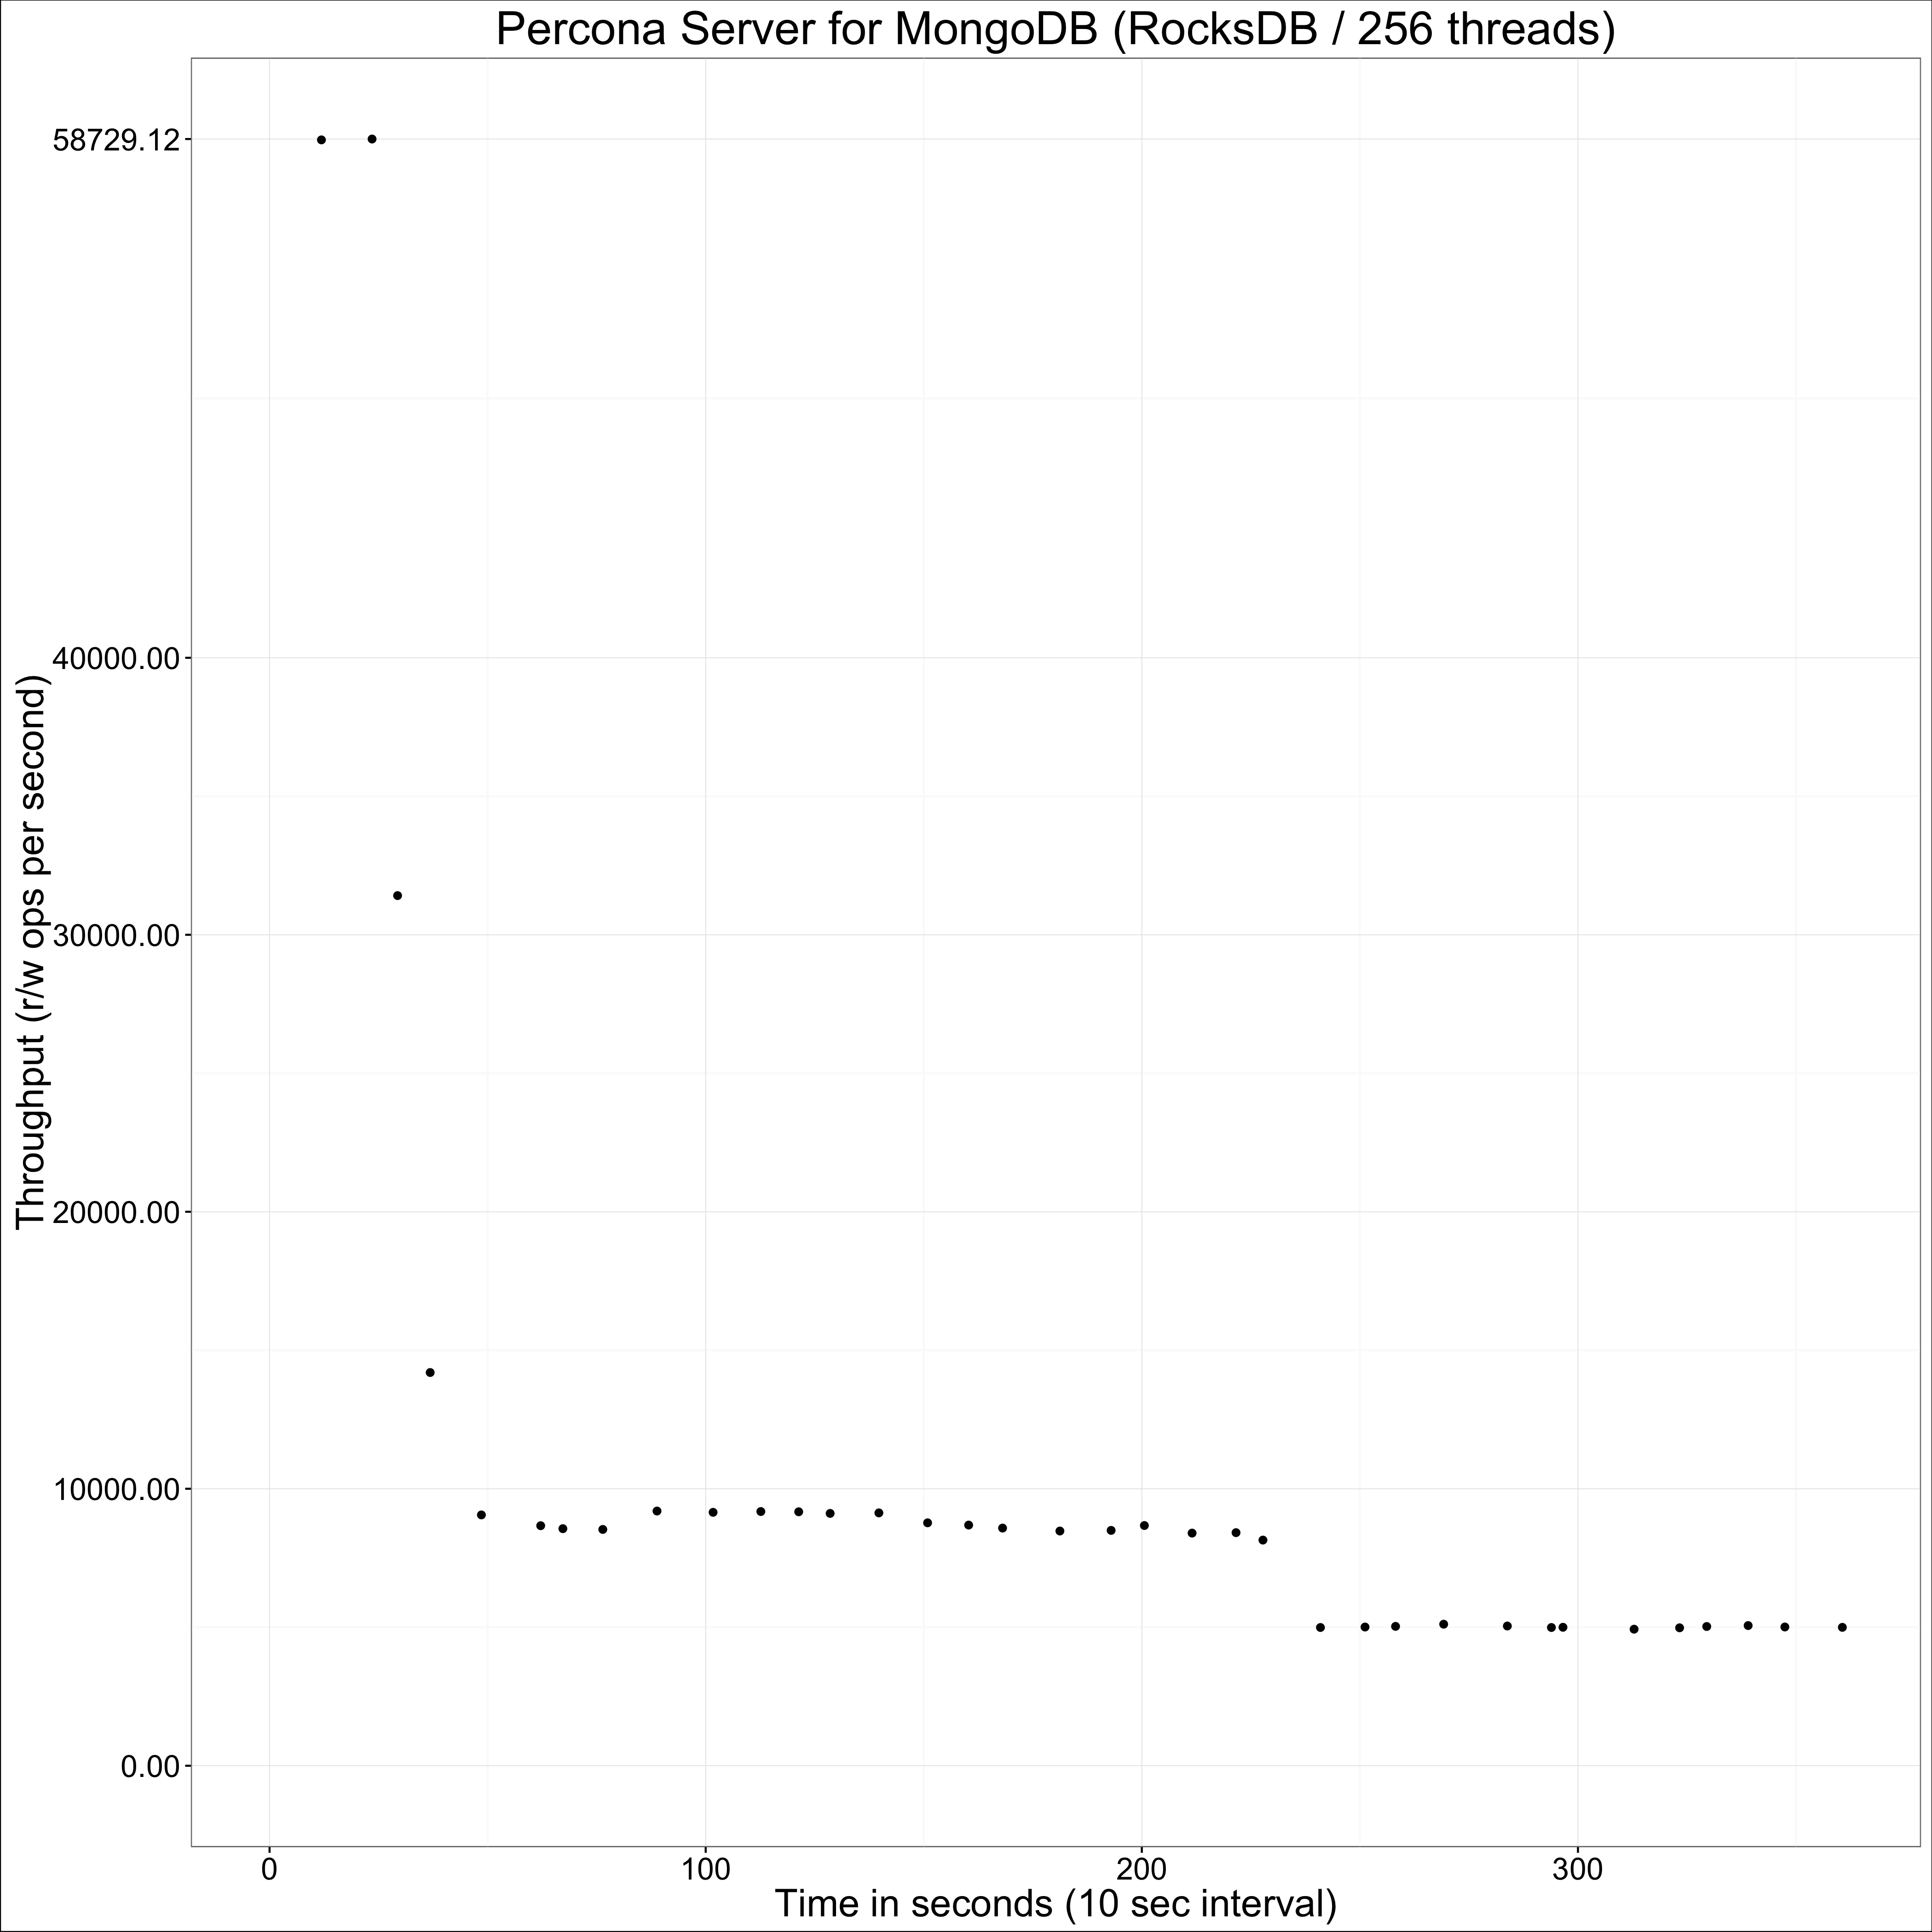 Percona Server for MongoDB (RocksDB / 256 threads)
58729.12
40000.00
30000.00
20000.00
10000.00
0.00
Throughput (r/w ops per second)
0 100 200 300
Time in seconds (10 sec interval)